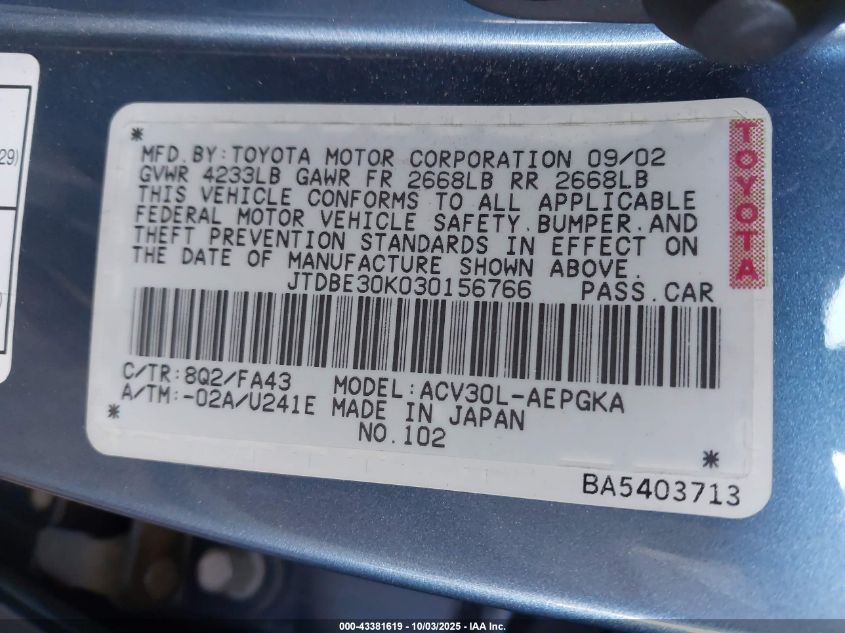 29)
MFD.BY:TOYOTA MOTOR CORPORATION 09/02
GVWR 4233LB GAWR FR 2668LB RR 2668LB
THIS VEHICLE CONFORMS TO ALL APPLICABLE
FEDERAL MOTOR VEHICLE SAFETY.BUMPER.AND
THEFT PREVENTION STANDARDS IN EFFECT ON
THE DATE OF MANUFACTURE SHOWN ABOVE.
JTDBE30K030156766 PASS.CAR
C/TR:8Q2/FA43 MODEL:ACV30L-AEPGKA
A/TM:-02A/U241E MADE IN JAPAN
NO.102
BA5403713
TOYOTA
000-43381619 - 10/03/2025 - IAA Inc.